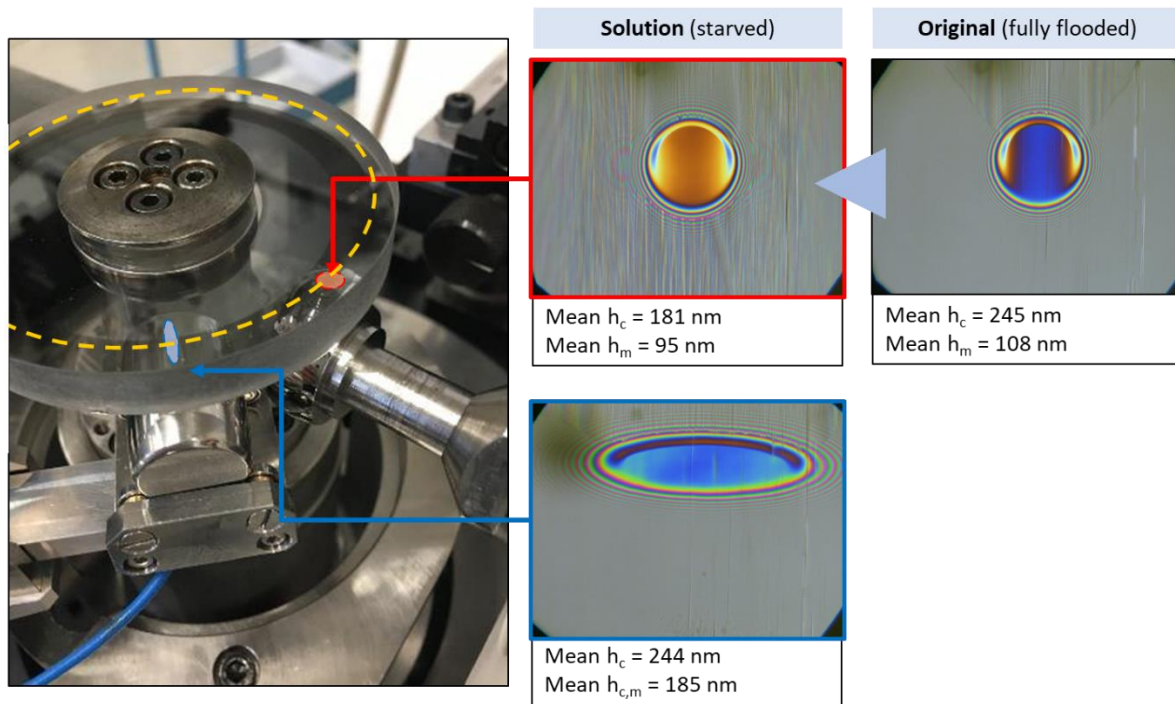 Solution (starved)
Original (fully flooded)
Mean h_c = 181 nm
Mean h_m = 95 nm
Mean h_c = 245 nm
Mean h_m = 108 nm
Mean h_c = 244 nm
Mean h_c,m = 185 nm